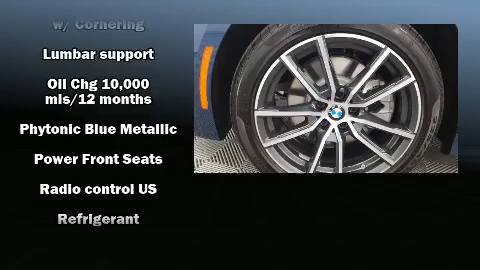 w/ Cornering
Lumbar support
Oil Chg 10,000
mls/12 months
Phytonic Blue Metallic
Power Front Seats
Radio control US
Refrigerant